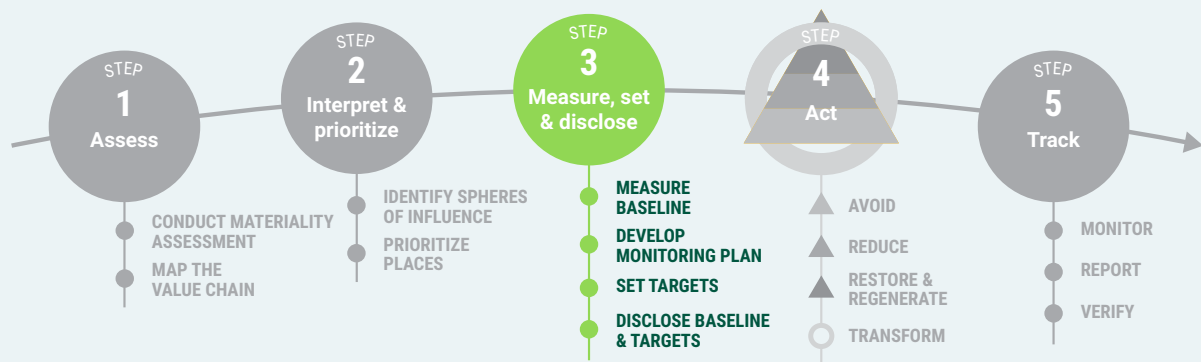 STEP
1
Assess
CONDUCT MATERIALITY
ASSESSMENT
MAP THE
VALUE CHAIN
STEP
2
Interpret &
prioritize
IDENTIFY SPHERES
OF INFLUENCE
PRIORITIZE
PLACES
STEP
3
Measure, set
& disclose
MEASURE
BASELINE
DEVELOP
MONITORING PLAN
SET TARGETS
DISCLOSE BASELINE
& TARGETS
STEP
4
Act
AVOID
REDUCE
RESTORE &
REGENERATE
TRANSFORM
STEP
5
Track
MONITOR
REPORT
VERIFY